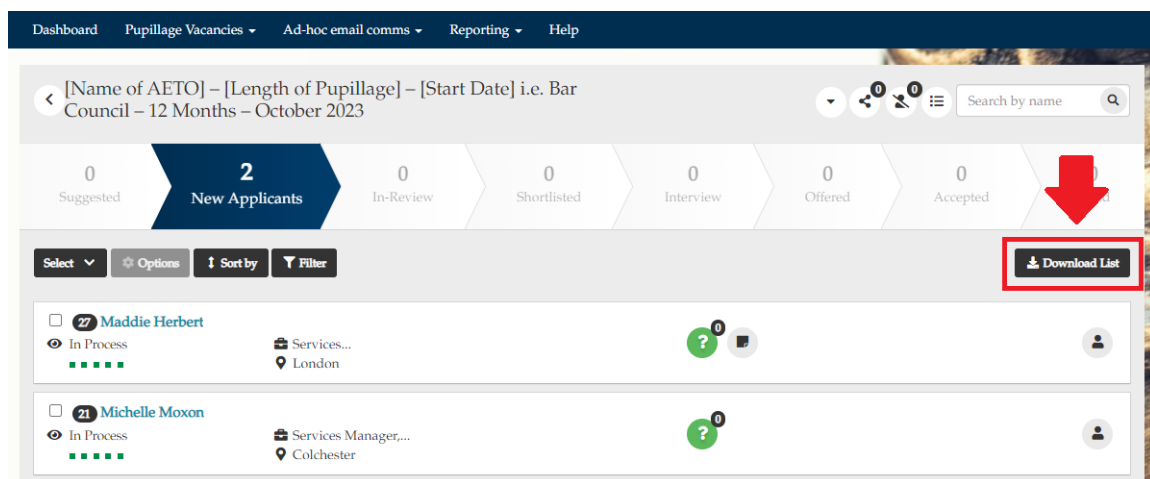 Dashboard Pupillage Vacancies Ad-hoc email comms Reporting Help
[Name of AETO] – [Length of Pupillage] – [Start Date] i.e. Bar
Council – 12 Months – October 2023
0 0 Search by name
0 2 0 0 0 0 0
Suggested New Applicants In-Review Shortlisted Interview Offered Accepted
Select Options Sort by Filter Download List
27 Maddie Herbert 0
In Process Services...
London
21 Michelle Moxon 0
In Process Services Manager,...
Colchester